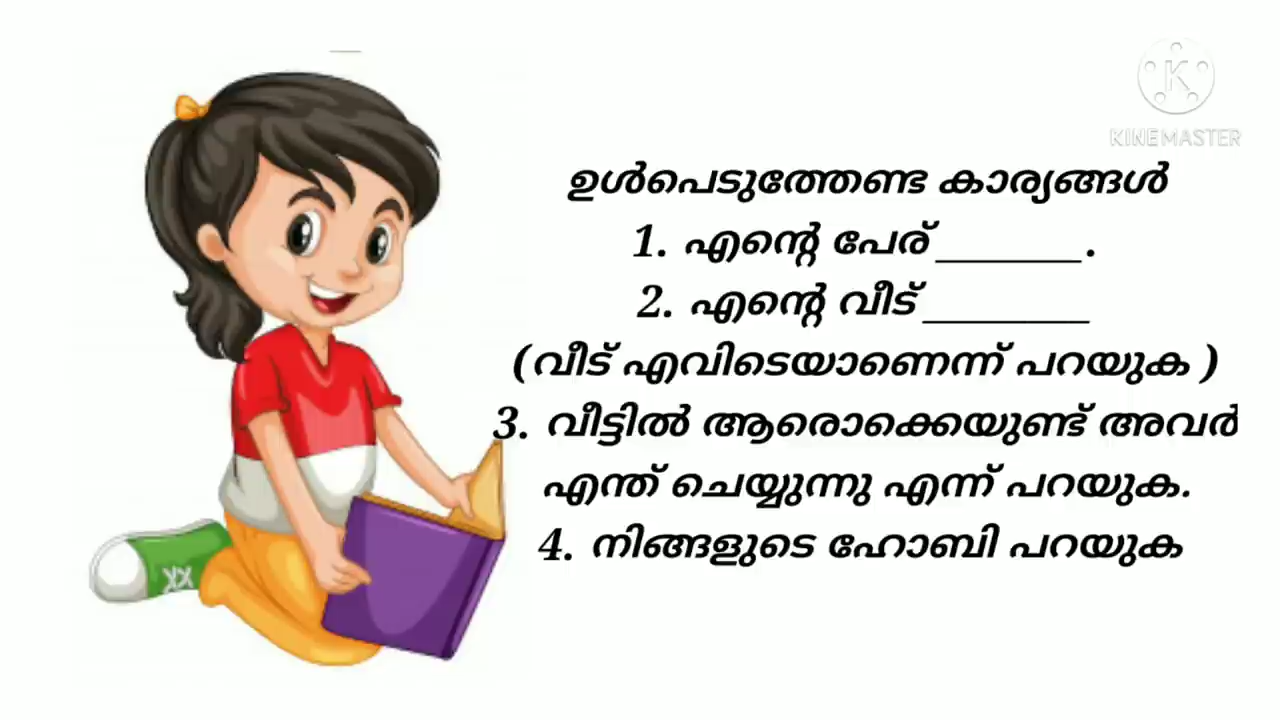 KINEMASTER
ഉൾപെടുത്തേണ്ട കാര്യങ്ങൾ
1. എന്റെ പേര് _______.
2. എന്റെ വീട് ________
(വീട് എവിടെയാണെന്ന് പറയുക )
3. വീട്ടിൽ ആരൊക്കെയുണ്ട് അവർ
എന്ത് ചെയ്യുന്നു എന്ന് പറയുക.
4. നിങ്ങളുടെ ഹോബി പറയുക